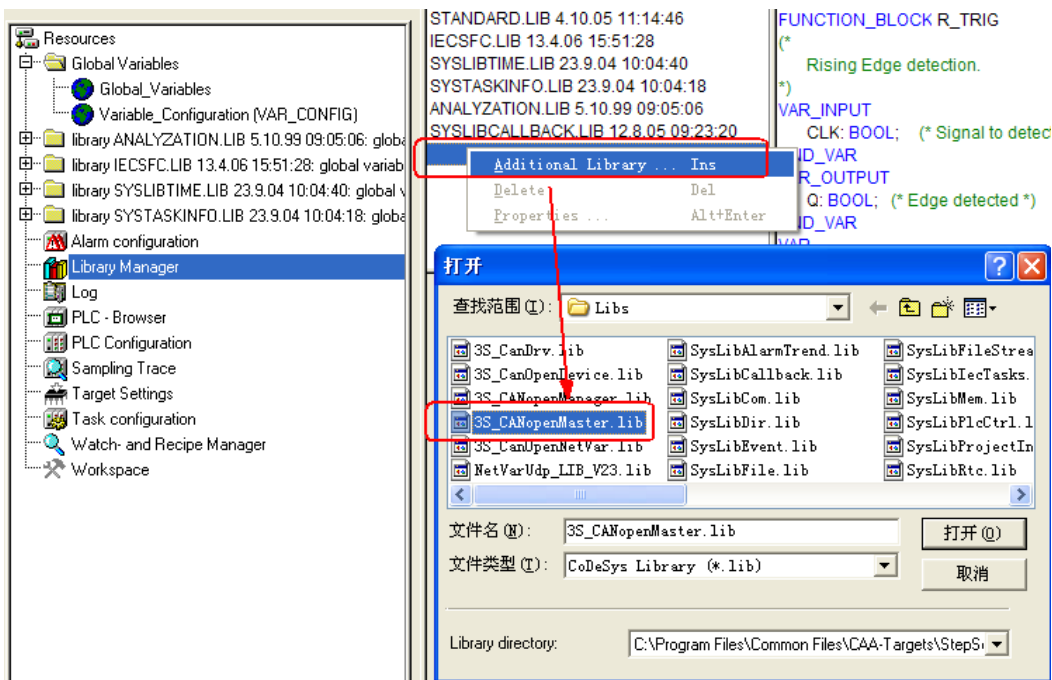 Resources
Global Variables
Global_Variables
Variable_Configuration (VAR_CONFIG)
library ANALYZATION.LIB 5.10.99 09:05:06: globa
library IECSFC.LIB 13.4.06 15:51:28: global variab
library SYSLIBTIME.LIB 23.9.04 10:04:40: global v
library SYSTASKINFO.LIB 23.9.04 10:04:18: globa
Alarm configuration
Library Manager
Log
PLC - Browser
PLC Configuration
Sampling Trace
Target Settings
Task configuration
Watch- and Recipe Manager
Workspace
STANDARD.LIB 4.10.05 11:14:46
IECSFC.LIB 13.4.06 15:51:28
SYSLIBTIME.LIB 23.9.04 10:04:40
SYSTASKINFO.LIB 23.9.04 10:04:18
ANALYZATION.LIB 5.10.99 09:05:06
SYSLIBCALLBACK.LIB 12.8.05 09:23:20
Additional Library ... Ins
Delete Del
Properties ... Alt+Enter
FUNCTION_BLOCK R_TRIG
(*
Rising Edge detection.
*)
VAR_INPUT
CLK: BOOL; (* Signal to detect
ND_VAR
R_OUTPUT
Q: BOOL; (* Edge detected *)
ND_VAR
VAR
打开
查找范围(I): Libs
3S_CanDrv.lib SysLibAlarmTrend.lib SysLibFileStrea
3S_CanOpenDevice.lib SysLibCallback.lib SysLibIecTasks.
3S_CANopenManager.lib SysLibCom.lib SysLibMem.lib
3S_CANopenMaster.lib SysLibDir.lib SysLibPlcCtrl.l
3S_CanOpenNetVar.lib SysLibEvent.lib SysLibProjectIn
NetVarUdp_LIB_V23.lib SysLibFile.lib SysLibRtc.lib
文件名(N): 3S_CANopenMaster.lib 打开(O)
文件类型(T): CoDeSys Library (*.lib) 取消
Library directory: C:\Program Files\Common Files\CAA-Targets\StepS